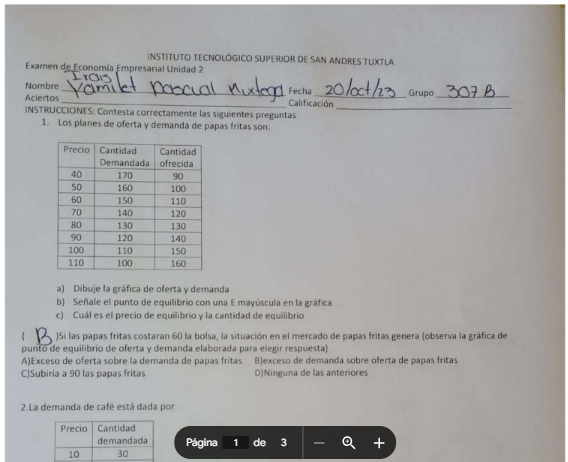 INSTITUTO TECNOLÓGICO SUPERIOR DE SAN ANDRES TUXTLA
Examen de Economía Empresarial Unidad 2
Irais
Nombre Yamilet Pascual Mixtega Fecha 20/oct/23 Grupo 307 B
Aciertos Calificación
INSTRUCCIONES: Contesta correctamente las siguientes preguntas
1. Los planes de oferta y demanda de papas fritas son:
Precio Cantidad Cantidad
Demandada ofrecida
40 170 90
50 160 100
60 150 110
70 140 120
80 130 130
90 120 140
100 110 150
110 100 160
a) Dibuje la gráfica de oferta y demanda
b) Señale el punto de equilibrio con una E mayúscula en la gráfica
c) Cuál es el precio de equilibrio y la cantidad de equilibrio
( B )Si las papas fritas costaran 60 la bolsa, la situación en el mercado de papas fritas genera (observa la gráfica de
punto de equilibrio de oferta y demanda elaborada para elegir respuesta)
A)Exceso de oferta sobre la demanda de papas fritas B)exceso de demanda sobre oferta de papas fritas
C)Subiría a 90 las papas fritas D)Ninguna de las anteriores
2.La demanda de café está dada por
Precio Cantidad
demandada
10 30
Página 1 de 3